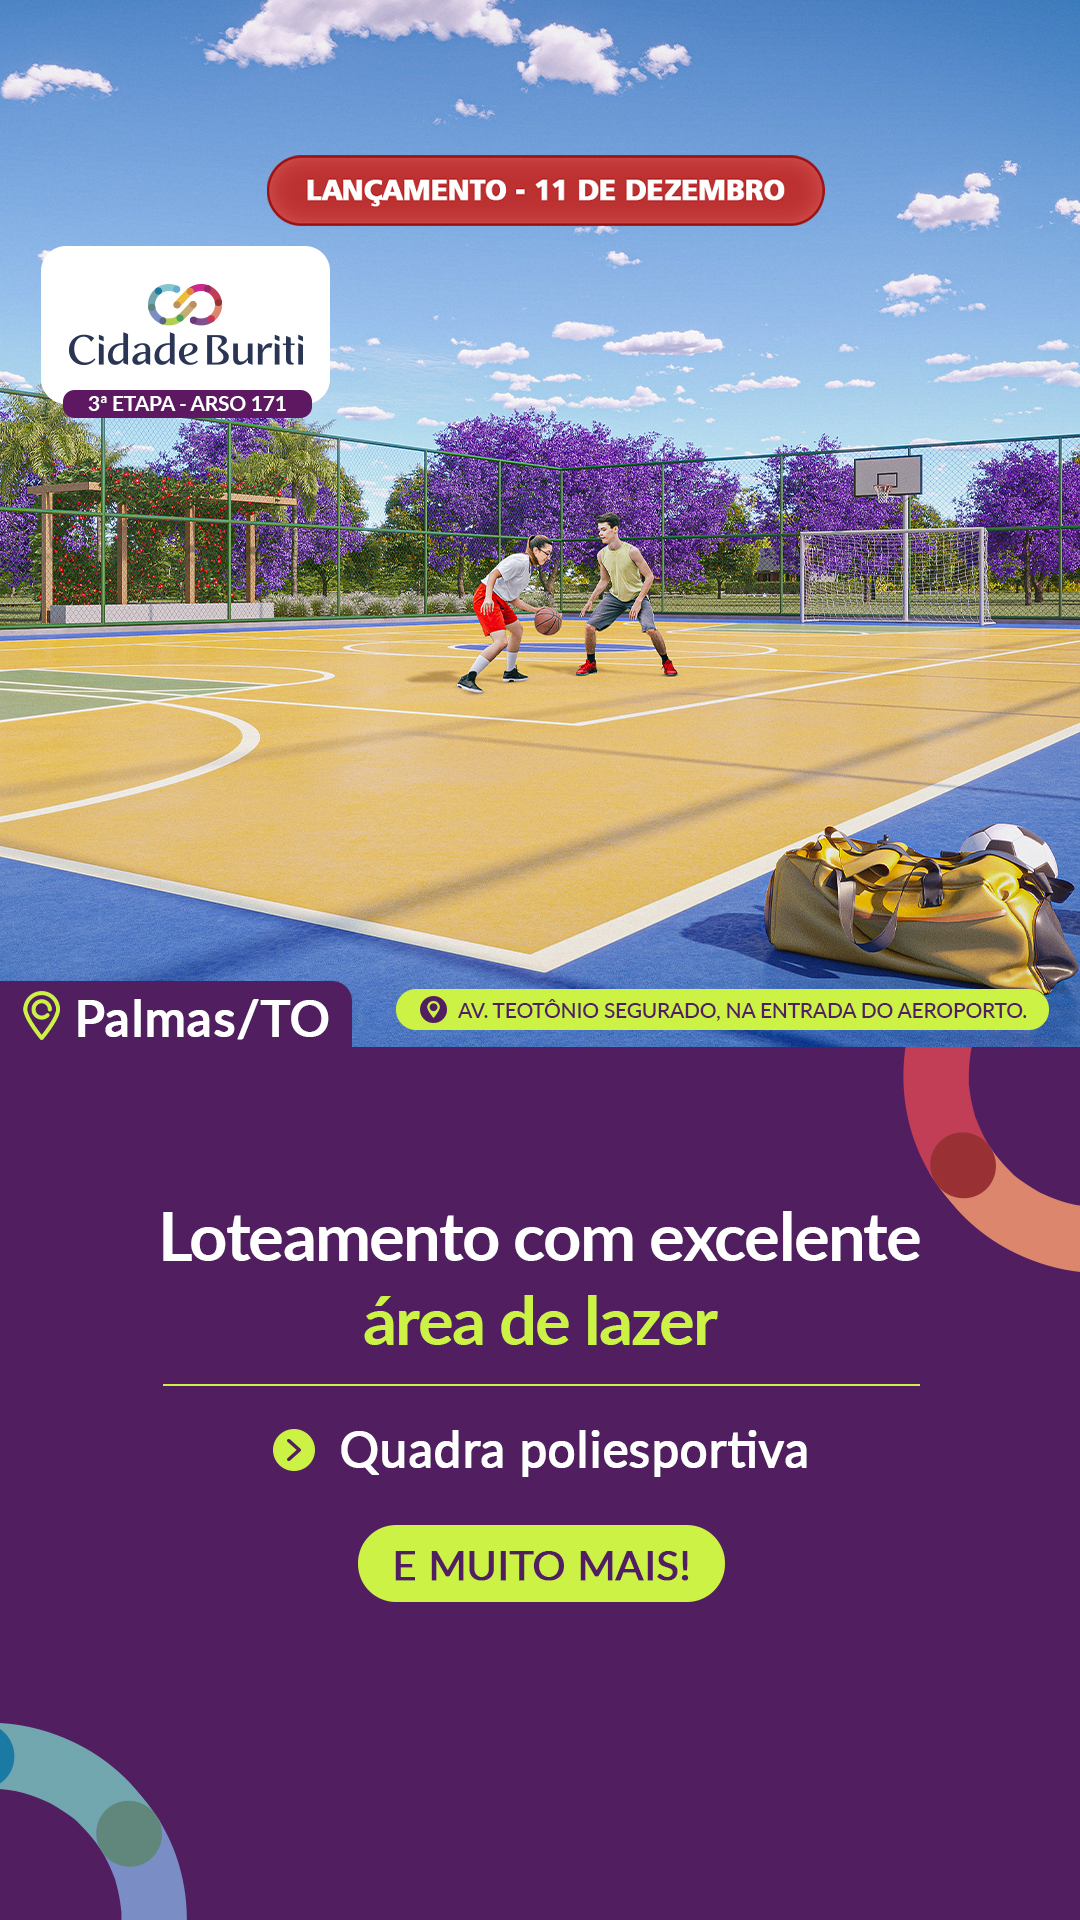 LANÇAMENTO - 11 DE DEZEMBRO
Cidade Buriti
3ª ETAPA - ARSO 171
Palmas/TO
AV. TEOTÔNIO SEGURADO, NA ENTRADA DO AEROPORTO.
Loteamento com excelente
área de lazer
Quadra poliesportiva
E MUITO MAIS!